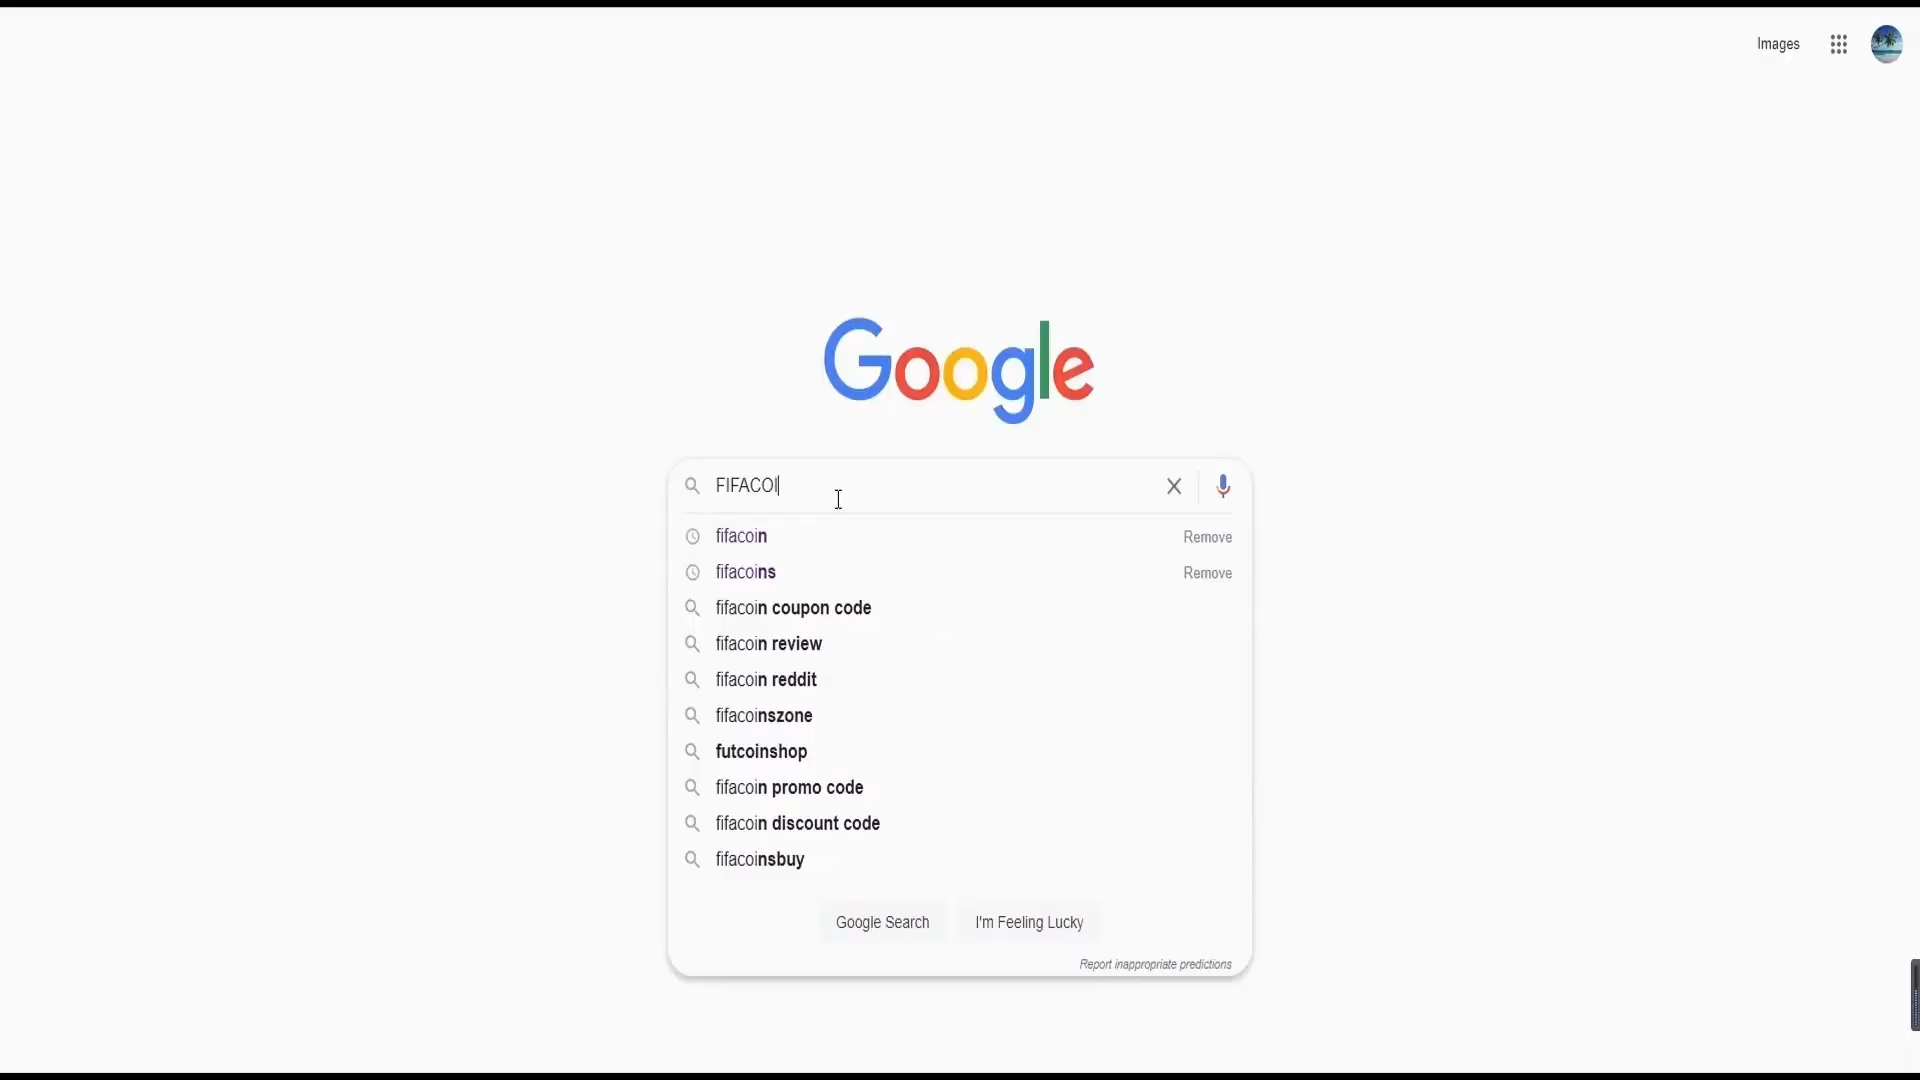 Images
Google
FIFACOI
fifacoin Remove
fifacoins Remove
fifacoin coupon code
fifacoin review
fifacoin reddit
fifacoinszone
futcoinshop
fifacoin promo code
fifacoin discount code
fifacoinsbuy
Google Search I'm Feeling Lucky
Report inappropriate predictions